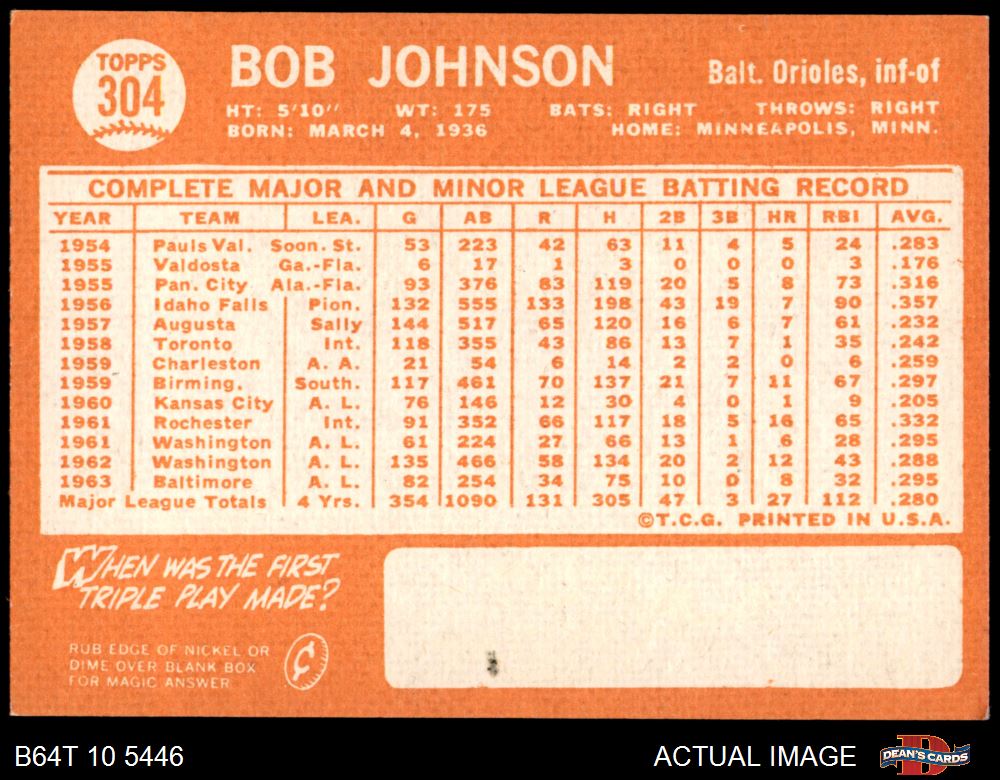 TOPPS
304
BOB JOHNSON
Balt. Orioles, inf-of
HT: 5'10" WT: 175 BATS: RIGHT THROWS: RIGHT
BORN: MARCH 4, 1936 HOME: MINNEAPOLIS, MINN.
COMPLETE MAJOR AND MINOR LEAGUE BATTING RECORD
YEAR TEAM LEA. G AB R H 2B 3B HR RBI AVG.
1954 Pauls Val. Soon. St. 53 223 42 63 11 4 5 24 .283
1955 Valdosta Ga.-Fla. 6 17 1 3 0 0 0 3 .176
1955 Pan. City Ala.-Fla. 93 376 83 119 20 5 8 73 .316
1956 Idaho Falls Pion. 132 555 133 198 43 19 7 90 .357
1957 Augusta Sally 144 517 65 120 16 6 7 61 .232
1958 Toronto Int. 118 355 43 86 13 7 1 35 .242
1959 Charleston A. A. 21 54 6 14 2 2 0 6 .259
1959 Birming. South. 117 461 70 137 21 7 11 67 .297
1960 Kansas City A. L. 76 146 12 30 4 0 1 9 .205
1961 Rochester Int. 91 352 66 117 18 5 16 65 .332
1961 Washington A. L. 61 224 27 66 13 1 6 28 .295
1962 Washington A. L. 135 466 58 134 20 2 12 43 .288
1963 Baltimore A. L. 82 254 34 75 10 0 8 32 .295
Major League Totals 4 Yrs. 354 1090 131 305 47 3 27 112 .280
©T.C.G. PRINTED IN U.S.A.
WHEN WAS THE FIRST
TRIPLE PLAY MADE?
RUB EDGE OF NICKEL OR
DIME OVER BLANK BOX
FOR MAGIC ANSWER
¢
B64T 10 5446
ACTUAL IMAGE
D
DEAN'S CARDS